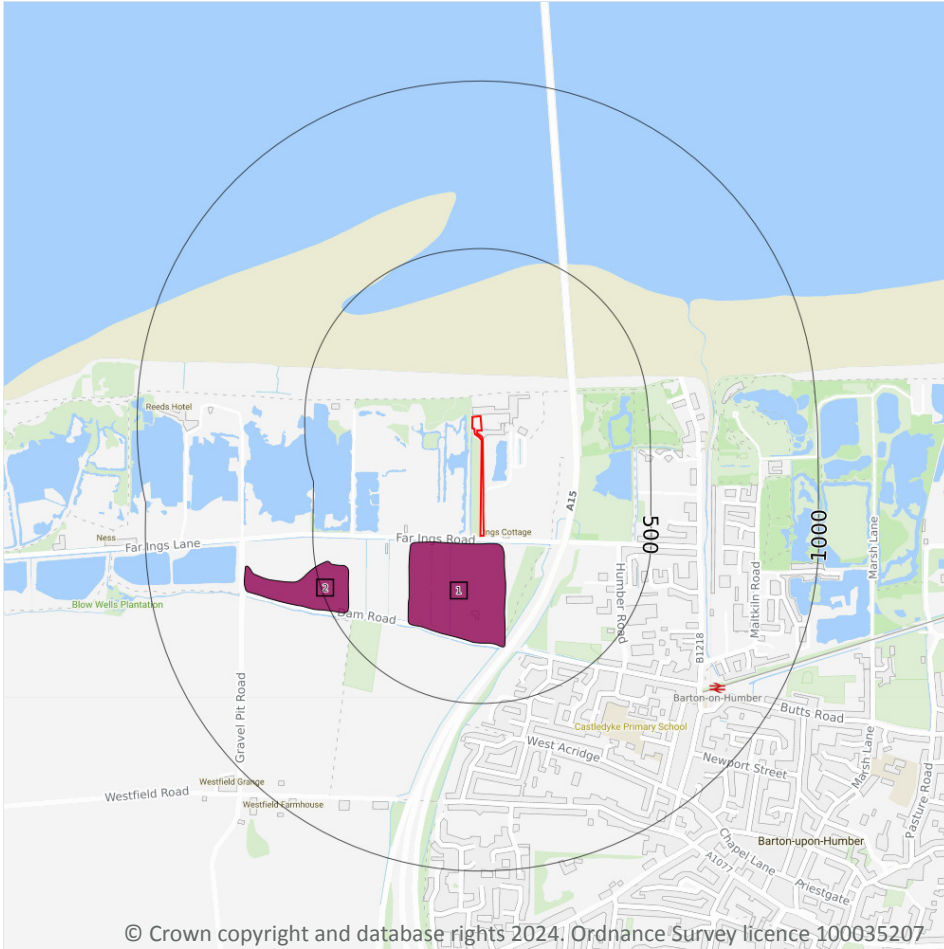 Reeds Hotel
A15
500
1000
Marsh Lane
Ness
Far Ings Lane
Far Ings Road
ngs Cottage
2
1
Blow Wells Plantation
Dam Road
Humber Road
B1218
Maltkiln Road
Gravel Pit Road
Barton-on-Humber
Butts Road
Castledyke Primary School
West Acridge
Newport Street
Marsh Lane
Pasture Road
Westfield Grange
Westfield Road
Westfield Farmhouse
Barton-upon-Humber
Chapel Lane
A1077
Priestgate
© Crown copyright and database rights 2024. Ordnance Survey licence 100035207